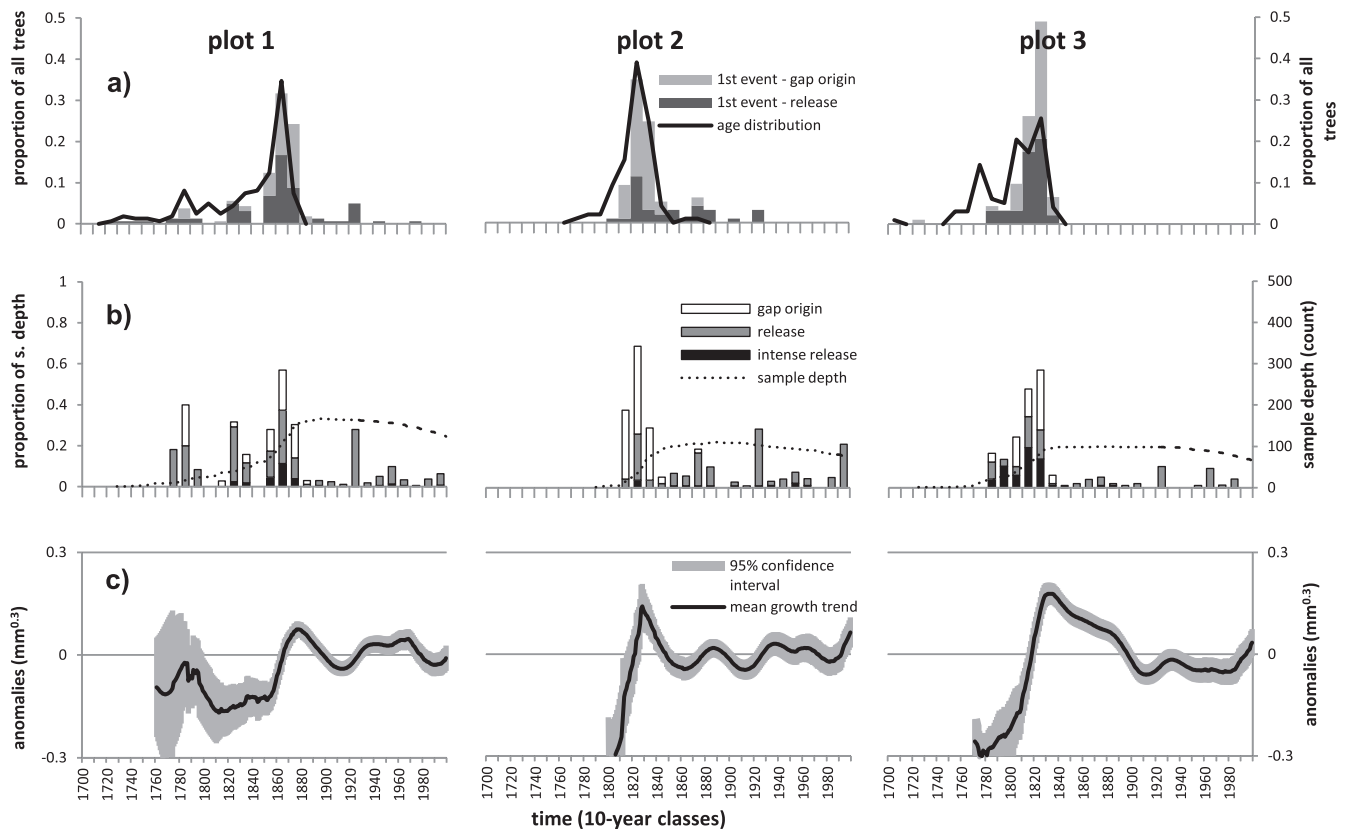 plot 1
plot 2
plot 3
a)
proportion of all trees
0.5
0.4
0.3
0.2
0.1
0
1st event - gap origin
1st event - release
age distribution
0.5
0.4
0.3
0.2
0.1
0
proportion of all
trees
b)
proportion of s. depth
1
0.8
0.6
0.4
0.2
0
gap origin
release
intense release
sample depth
500
400
300
200
100
0
sample depth (count)
c)
anomalies (mm0.3)
0.3
0
-0.3
95% confidence
interval
mean growth trend
0.3
0
-0.3
anomalies (mm0.3)
1700 1720 1740 1760 1780 1800 1820 1840 1860 1880 1900 1920 1940 1960 1980
1700 1720 1740 1760 1780 1800 1820 1840 1860 1880 1900 1920 1940 1960 1980
1700 1720 1740 1760 1780 1800 1820 1840 1860 1880 1900 1920 1940 1960 1980
time (10-year classes)